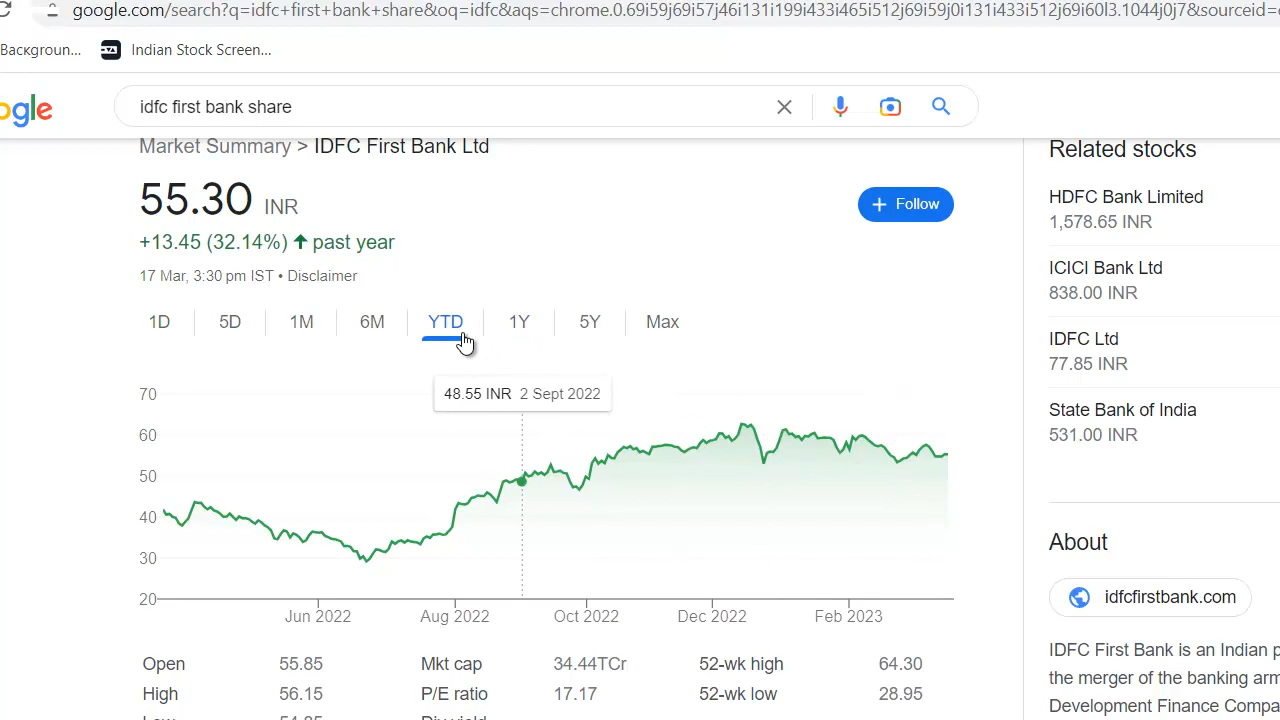 google.com/search?q=idfc+first+bank+share&oq=idfc&aqs=chrome.0.69i59j69i57j46i131i199i433i465i512j69i59j0i131i433i512j69i60l3.1044j0j7&sourceid=
Backgroun... Indian Stock Screen...
ogle
idfc first bank share
Market Summary > IDFC First Bank Ltd
55.30 INR
+ Follow
+13.45 (32.14%) ↑ past year
17 Mar, 3:30 pm IST • Disclaimer
1D 5D 1M 6M YTD 1Y 5Y Max
48.55 INR 2 Sept 2022
70
60
50
40
30
20
Jun 2022 Aug 2022 Oct 2022 Dec 2022 Feb 2023
Open 55.85 Mkt cap 34.44TCr 52-wk high 64.30
High 56.15 P/E ratio 17.17 52-wk low 28.95
Related stocks
HDFC Bank Limited
1,578.65 INR
ICICI Bank Ltd
838.00 INR
IDFC Ltd
77.85 INR
State Bank of India
531.00 INR
About
idfcfirstbank.com
IDFC First Bank is an Indian p
the merger of the banking arm
Development Finance Compa